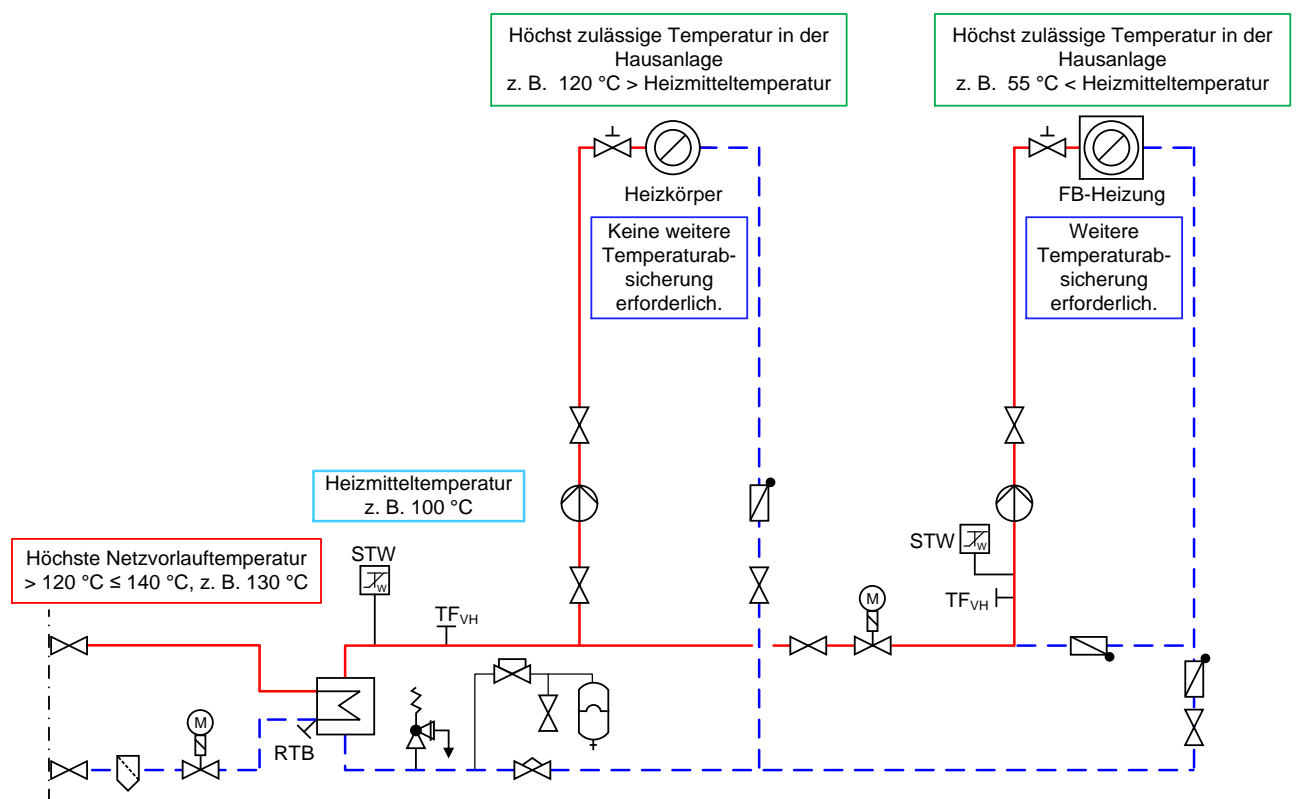 Höchst zulässige Temperatur in der
Hausanlage
z. B.  120 °C > Heizmitteltemperatur
Höchst zulässige Temperatur in der
Hausanlage
z. B.  55 °C < Heizmitteltemperatur
Heizkörper
FB-Heizung
Keine weitere
Temperaturab-
sicherung
erforderlich.
Weitere
Temperaturab-
sicherung
erforderlich.
Heizmitteltemperatur
z. B. 100 °C
Höchste Netzvorlauftemperatur
> 120 °C ≤ 140 °C, z. B. 130 °C
STW
W
TF_VH
STW
W
TF_VH
M
M
RTB